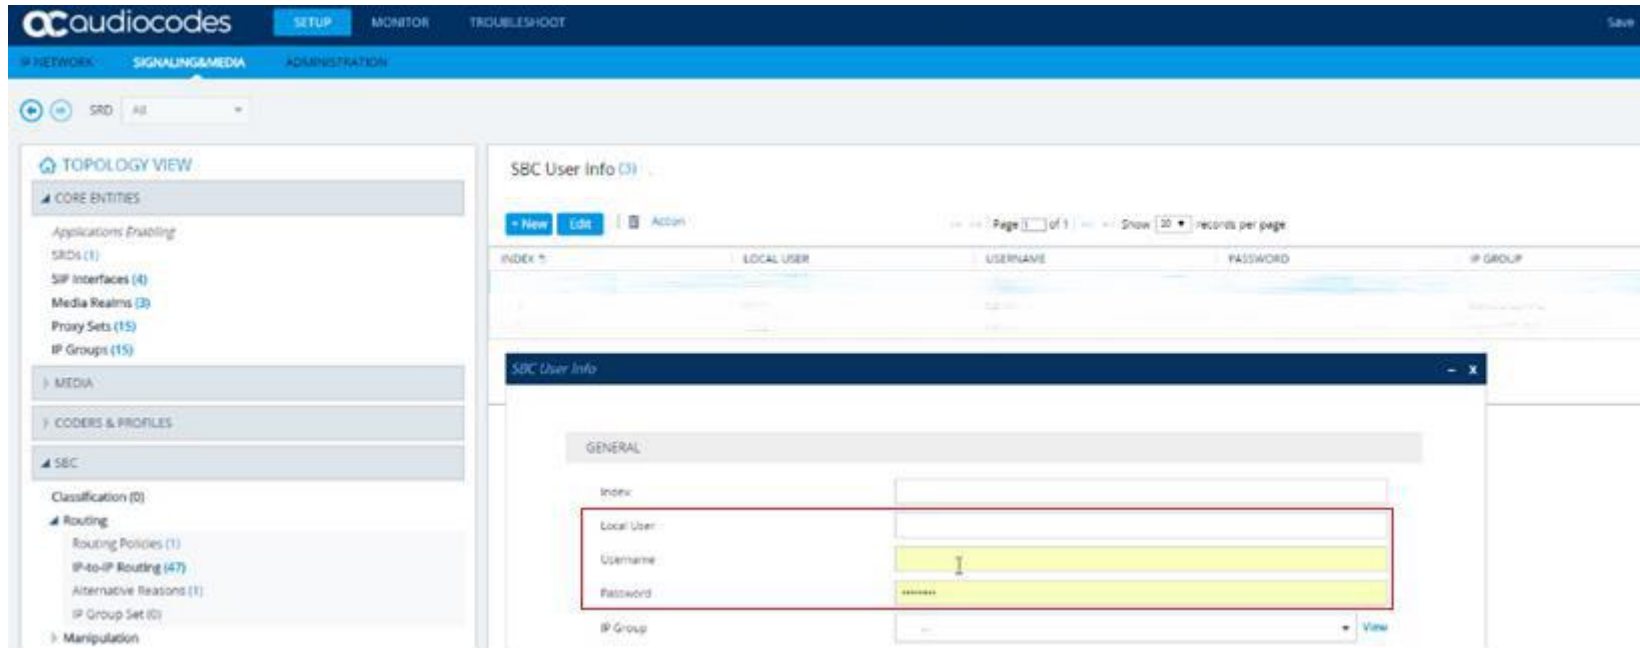 audiocodes SETUP MONITOR TROUBLESHOOT Save
IP NETWORK SIGNALING&MEDIA ADMINISTRATION
SRD All
TOPOLOGY VIEW
CORE ENTITIES
Applications Enabling
SRDs (1)
SIP Interfaces (4)
Media Realms (3)
Proxy Sets (15)
IP Groups (15)
MEDIA
CODERS & PROFILES
SBC
Classification (0)
Routing
Routing Policies (1)
IP-to-IP Routing (47)
Alternative Reasons (1)
IP Group Set (0)
Manipulation
SBC User Info (3)
+ New Edit Action Page 1 of 1 Show 10 records per page
INDEX LOCAL USER USERNAME PASSWORD IP GROUP
SBC User Info – x
GENERAL
Index
Local User
Username
Password ••••••••
IP Group ... View